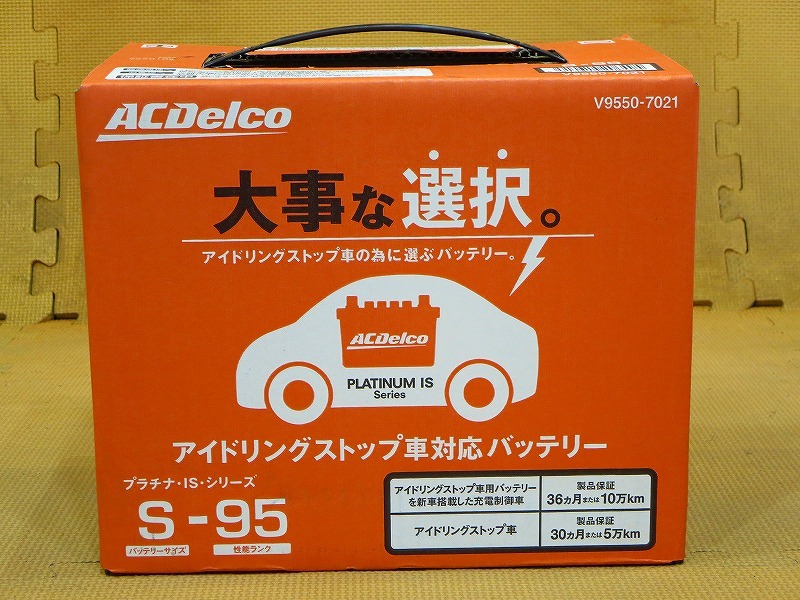 V9550-7021
ACDelco
V9550-7021
大事な選択。
アイドリングストップ車の為に選ぶバッテリー。
ACDelco
PLATINUM IS
Series
アイドリングストップ車対応バッテリー
プラチナ・IS・シリーズ
S-95
バッテリーサイズ 性能ランク
アイドリングストップ車用バッテリー
を新車搭載した充電制御車
製品保証
36カ月または10万km
アイドリングストップ車
製品保証
30カ月または5万km